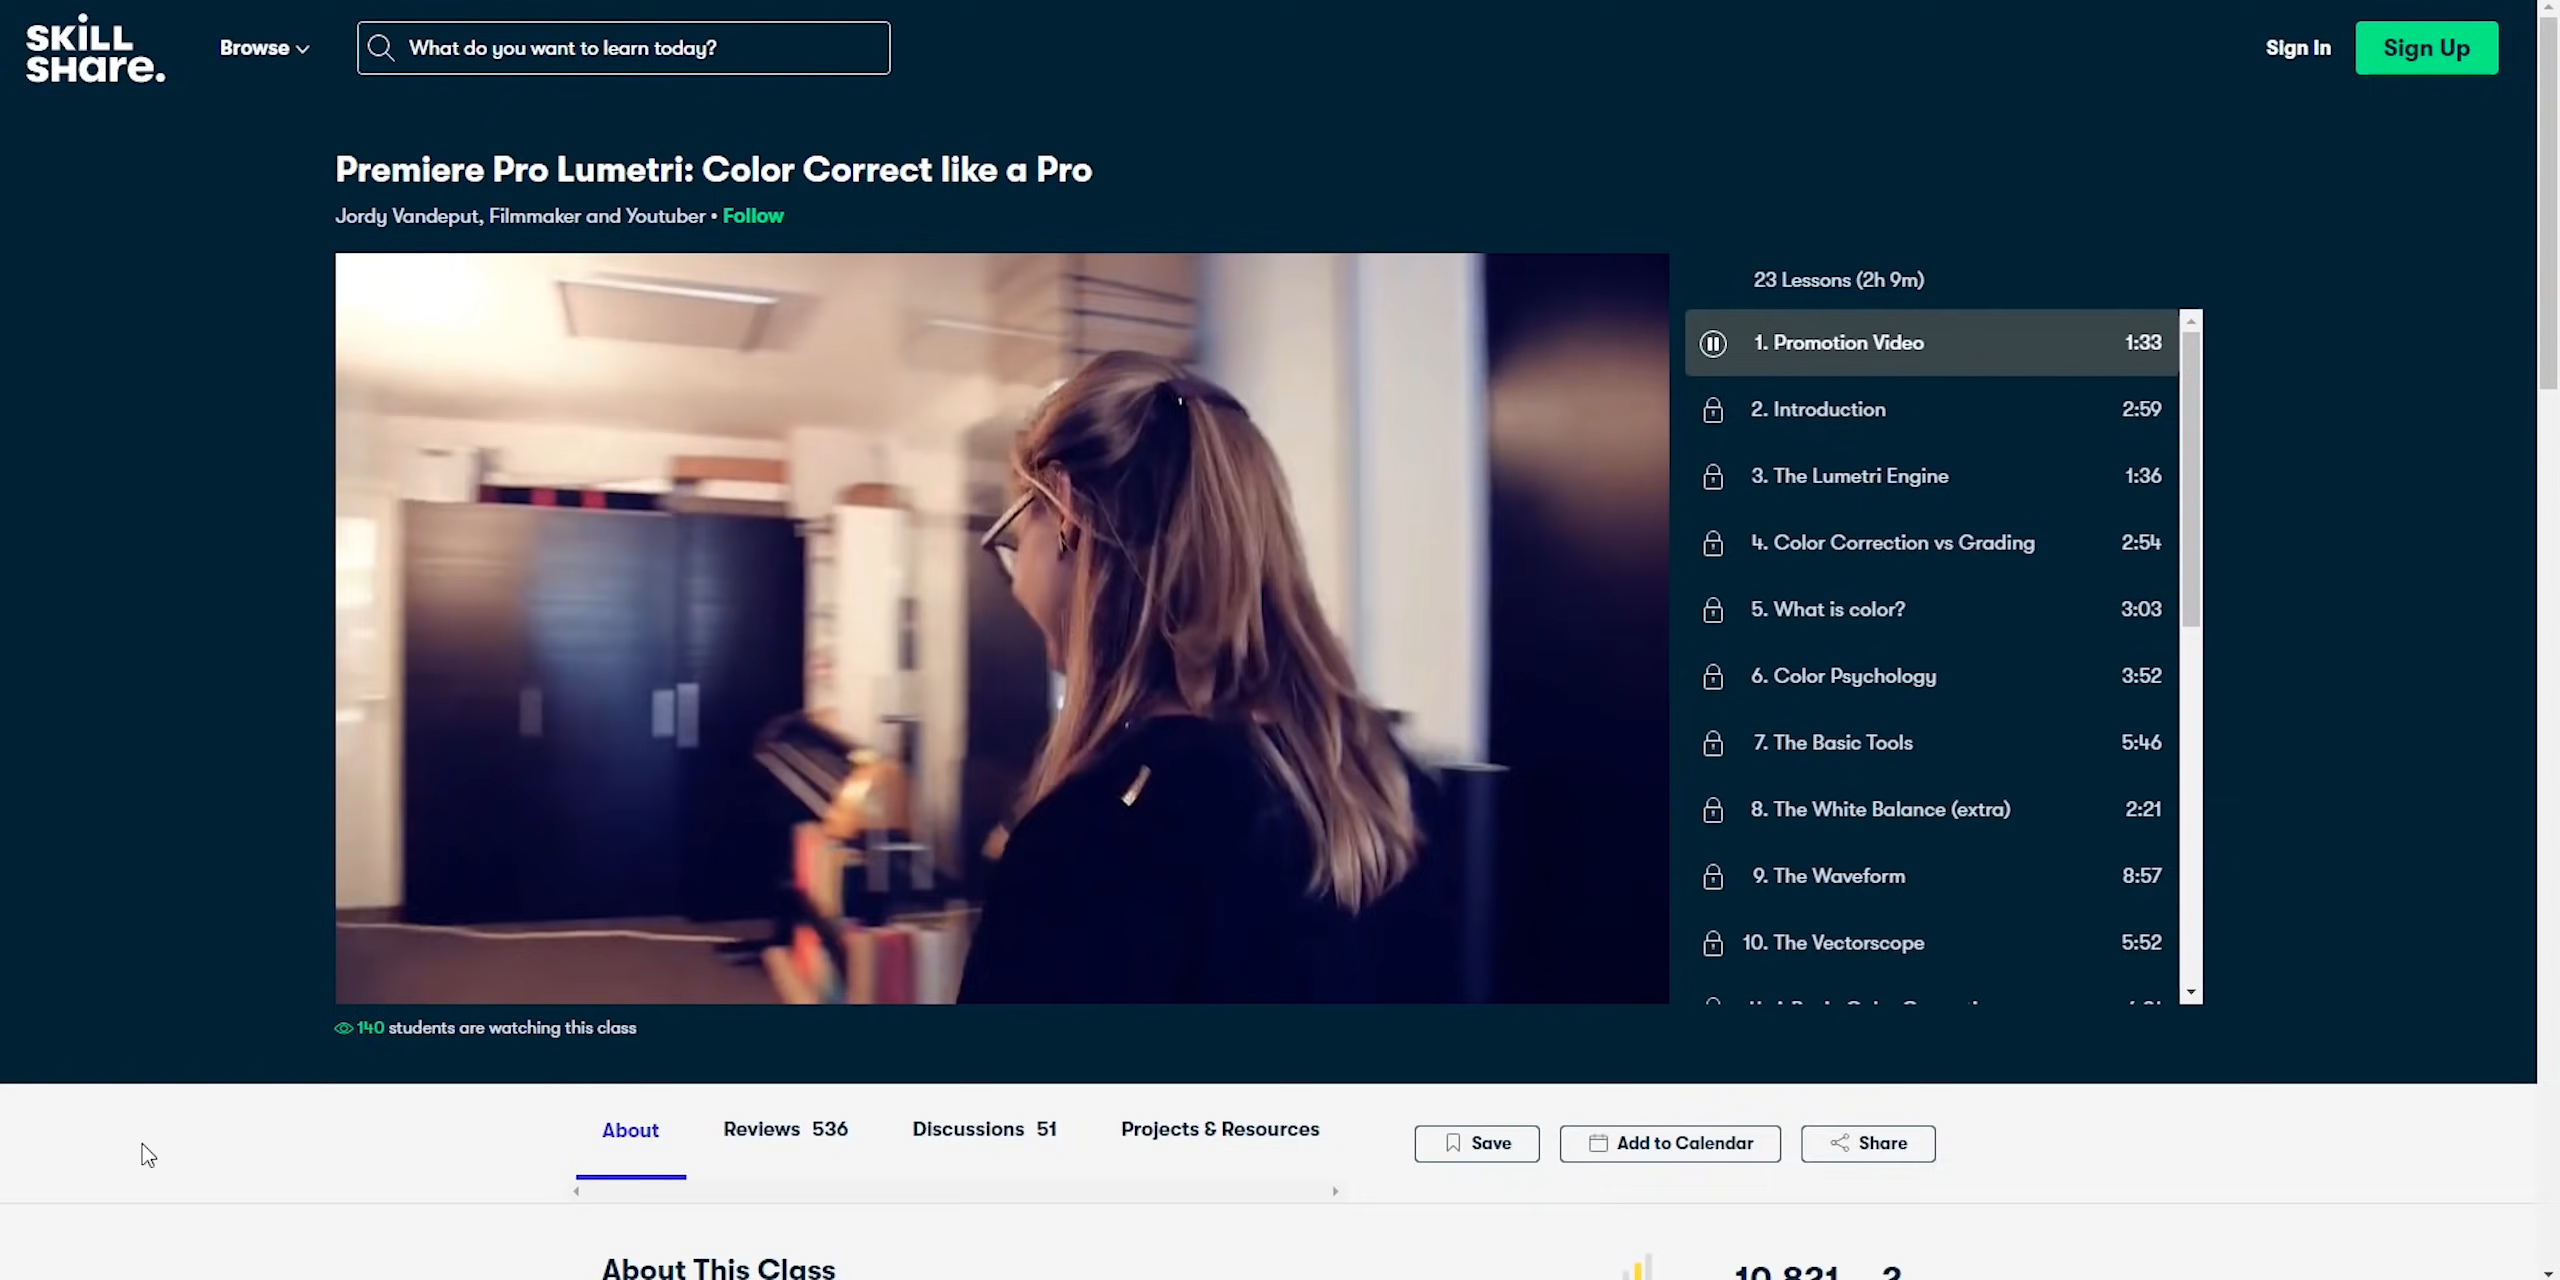 SKILL
SHare.
Browse
What do you want to learn today?
Sign In
Sign Up
Premiere Pro Lumetri: Color Correct like a Pro
Jordy Vandeput, Filmmaker and Youtuber • Follow
23 Lessons (2h 9m)
1. Promotion Video 1:33
2. Introduction 2:59
3. The Lumetri Engine 1:36
4. Color Correction vs Grading 2:54
5. What is color? 3:03
6. Color Psychology 3:52
7. The Basic Tools 5:46
8. The White Balance (extra) 2:21
9. The Waveform 8:57
10. The Vectorscope 5:52
140 students are watching this class
About
Reviews 536
Discussions 51
Projects & Resources
Save
Add to Calendar
Share
About This Class